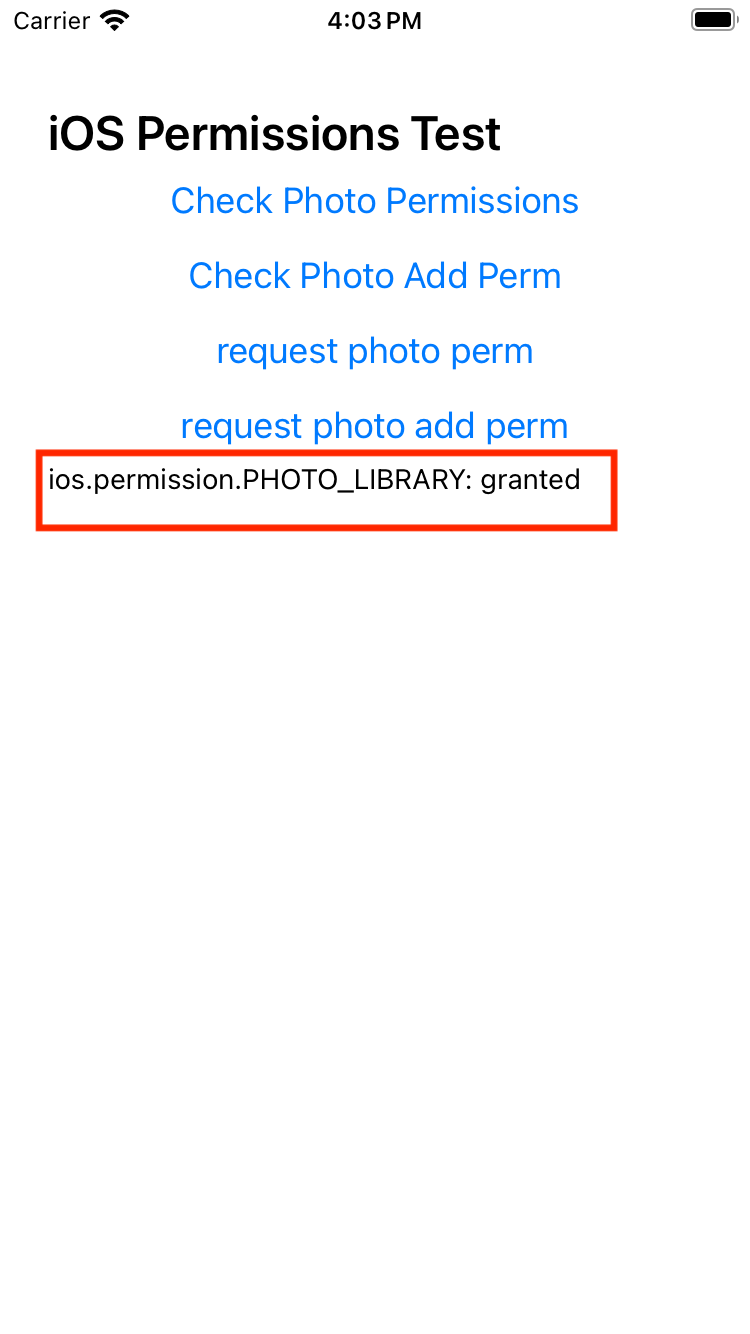 Carrier 4:03 PM
iOS Permissions Test
Check Photo Permissions
Check Photo Add Perm
request photo perm
request photo add perm
ios.permission.PHOTO_LIBRARY: granted